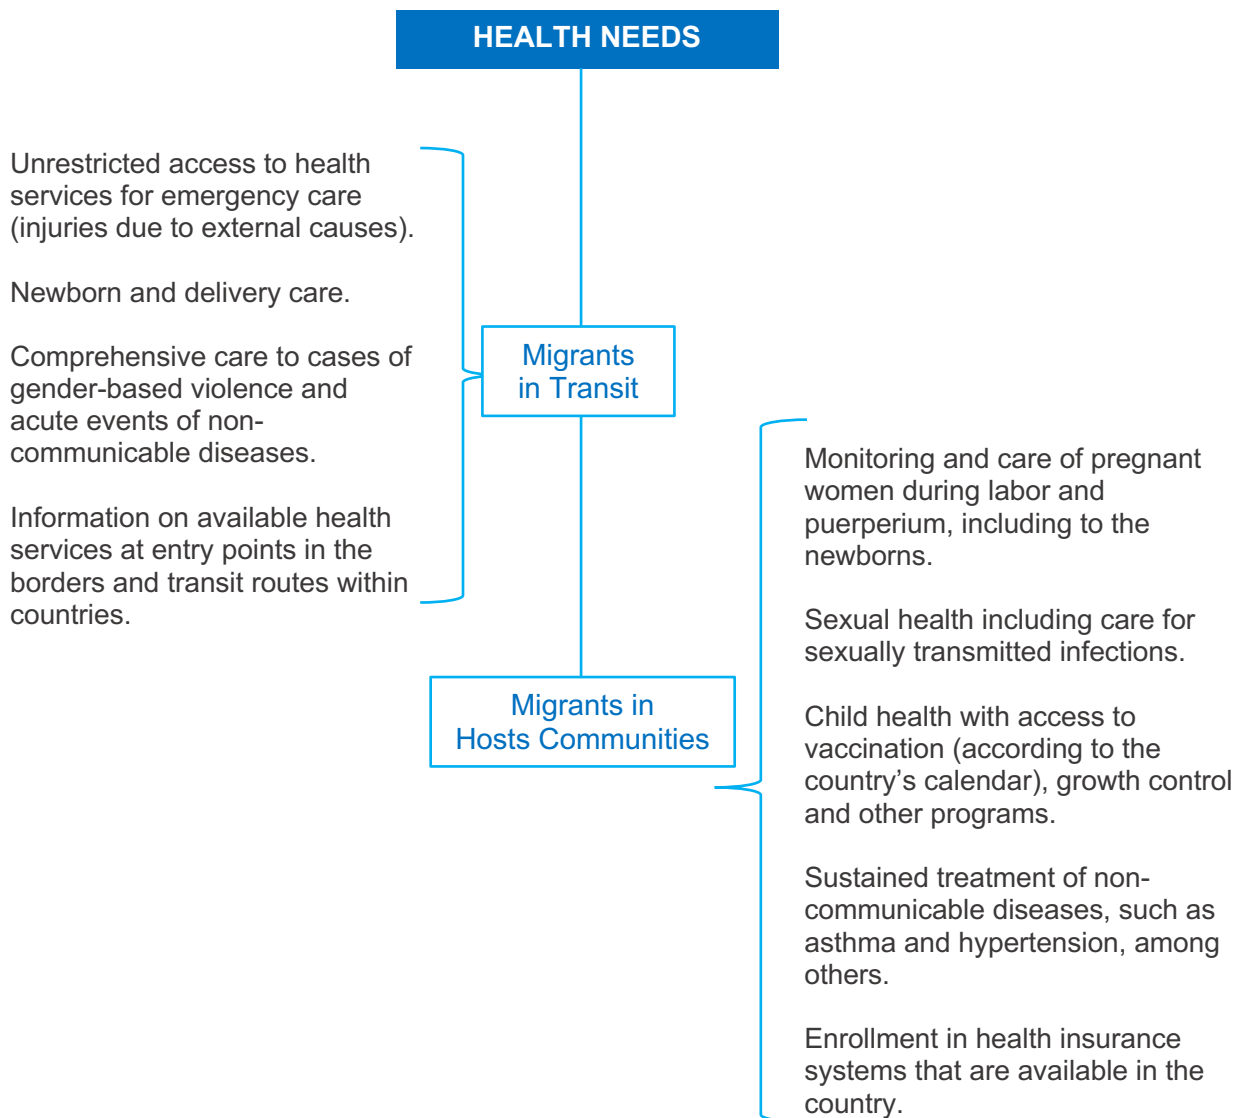 HEALTH NEEDS
Unrestricted access to health
services for emergency care
(injuries due to external causes).
Newborn and delivery care.
Comprehensive care to cases of
gender-based violence and
acute events of non-
communicable diseases.
Information on available health
services at entry points in the
borders and transit routes within
countries.
Migrants
in Transit
Migrants in
Hosts Communities
Monitoring and care of pregnant
women during labor and
puerperium, including to the
newborns.
Sexual health including care for
sexually transmitted infections.
Child health with access to
vaccination (according to the
country’s calendar), growth control
and other programs.
Sustained treatment of non-
communicable diseases, such as
asthma and hypertension, among
others.
Enrollment in health insurance
systems that are available in the
country.